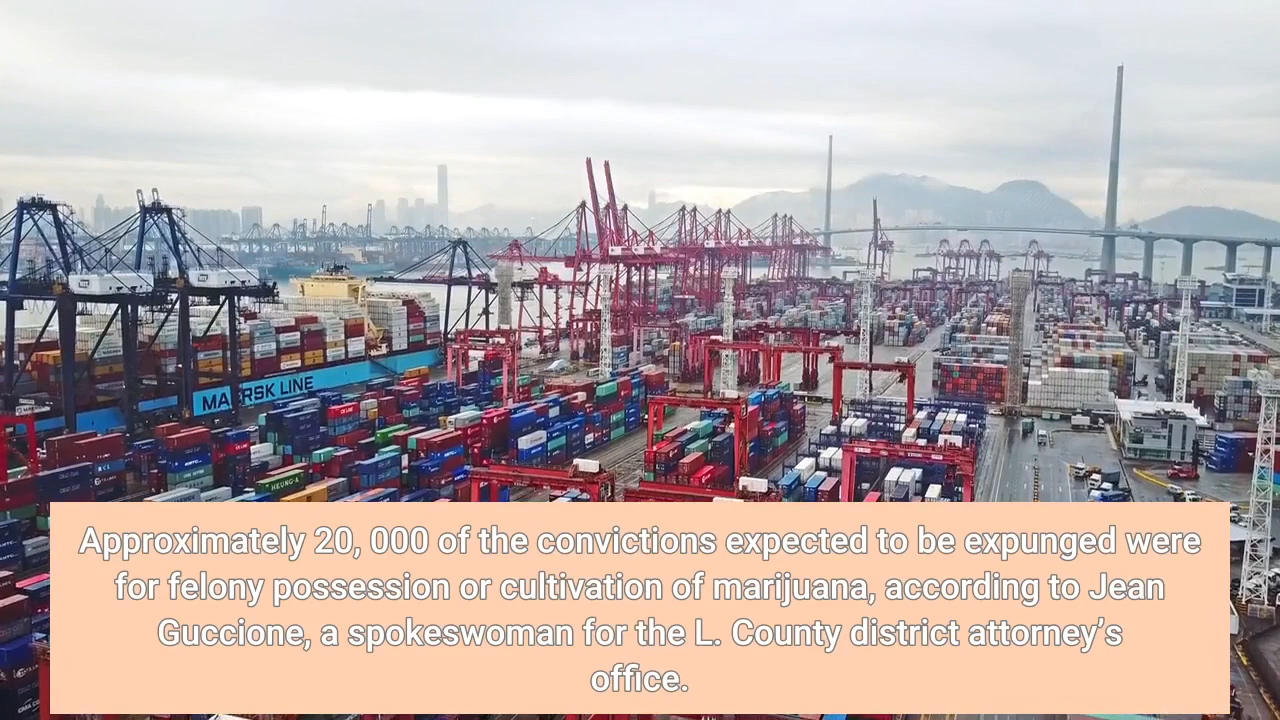 MAERSK LINE
HEUNG-A
Approximately 20, 000 of the convictions expected to be expunged were
for felony possession or cultivation of marijuana, according to Jean
Guccione, a spokeswoman for the L. County district attorney’s
office.